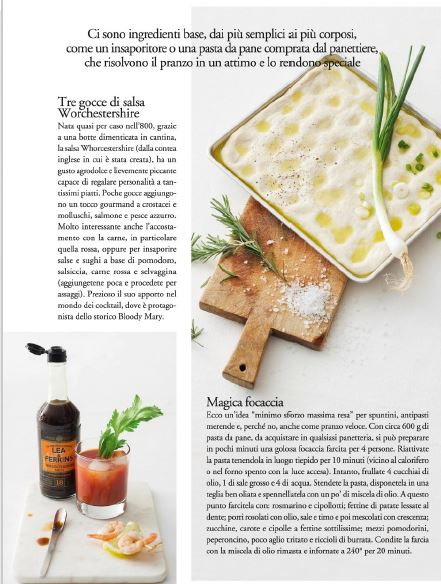 Ci sono ingredienti base, dai più semplici ai più corposi,
come un insaporitore o una pasta da pane comprata dal panettiere,
che risolvono il pranzo in un attimo e lo rendono speciale
Tre gocce di salsa
Worchestershire
Nata quasi per caso nell'800, grazie
a una botte dimenticata in cantina,
la salsa Whorcestershire (dalla contea
inglese in cui è stata creata), ha un
gusto agrodolce e lievemente piccante
capace di regalare personalità a tan-
tissimi piatti. Poche gocce aggiungo-
no un tocco gourmand a crostacei e
molluschi, salmone e pesce azzurro.
Molto interessante anche l'accosta-
mento con la carne, in particolare
quella rossa, oppure per insaporire
salse e sughi a base di pomodoro,
salsiccia, carne rossa e selvaggina
(aggiungetene poca e procedete per
assaggi). Prezioso il suo apporto nel
mondo dei cocktail, dove è protago-
nista dello storico Bloody Mary.
LEA &
PERRINS
Magica focaccia
Ecco un'idea "minimo sforzo massima resa" per spuntini, antipasti
merende e, perché no, anche come pranzo veloce. Con circa 600 g di
pasta da pane, da acquistare in qualsiasi panetteria, si può preparare
in pochi minuti una golosa focaccia farcita per 4 persone. Riattivate
la pasta tenendola in luogo tiepido per 10 minuti (vicino al calorifero
o nel forno spento con la luce accesa). Intanto, frullate 4 cucchiai di
olio, 1 di sale grosso e 4 di acqua. Stendete la pasta, disponetela in una
teglia ben oliata e spennellatela con un po' di miscela di olio. A questo
punto farcitela con: rosmarino e cipollotti; fettine di patate lessate al
dente; porri rosolati con olio, sale e timo e poi mescolati con crescenza;
zucchine, carote e cipolle a fettine sottilissime; mezzi pomodorini,
peperoncino, poco aglio tritato e riccioli di burrata. Condite la farcia
con la miscela di olio rimasta e infornate a 240° per 20 minuti.